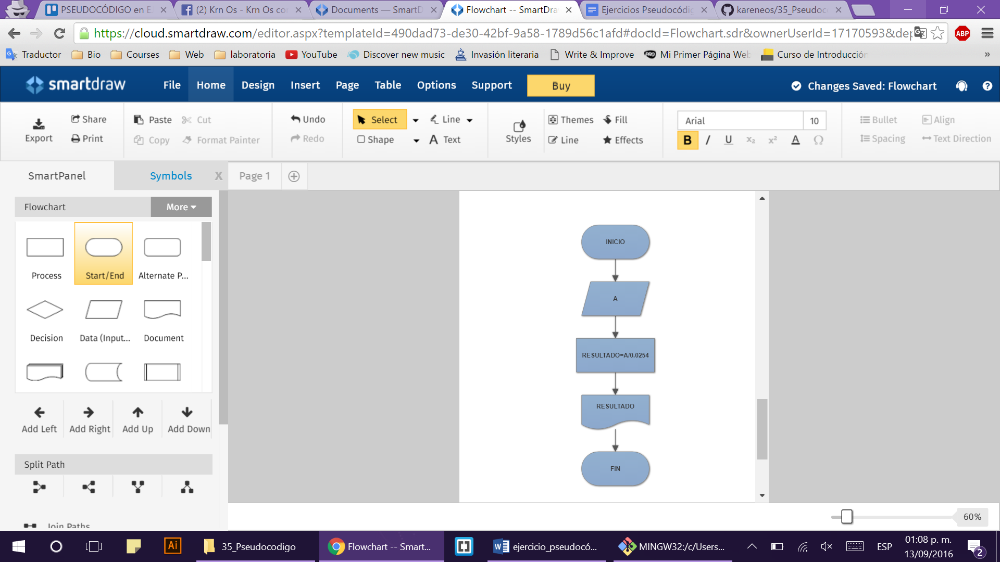 PSEUDOCÓDIGO en E
(2) Krn Os - Krn Os co
Documents — SmartD
Flowchart -- SmartDra
Ejercicios Pseudocódig
kareneos/35_Pseudoc
https://cloud.smartdraw.com/editor.aspx?templateId=490dad73-de30-42bf-9a58-1789d56c1afd#docId=Flowchart.sdr&ownerUserId=17170593&dep
ABP
Traductor
Bio
Courses
Web
laboratoria
YouTube
Discover new music
Invasión literaria
Write & Improve
PRO
Mi Primer Página Web
Curso de Introducción
»
smartdraw
File
Home
Design
Insert
Page
Table
Options
Support
Buy
Changes Saved: Flowchart
Export
Share
Print
Paste
Cut
Copy
Format Painter
Undo
Redo
Select
Line
Shape
A Text
Styles
Themes
Fill
Line
Effects
Arial
10
B
I
U
x₂
x²
A
Ω
Bullet
Align
Spacing
Text Direction
SmartPanel
Symbols
X
Page 1
Flowchart
More
Process
Start/End
Alternate P...
Decision
Data (Input...
Document
Add Left
Add Right
Add Up
Add Down
Split Path
Join Paths
INICIO
A
RESULTADO=A/0.0254
RESULTADO
FIN
60%
Ai
35_Pseudocodigo
Flowchart -- Smart...
ejercicio_pseudocó...
MINGW32:/c/Users...
ESP
01:08 p. m.
13/09/2016
2